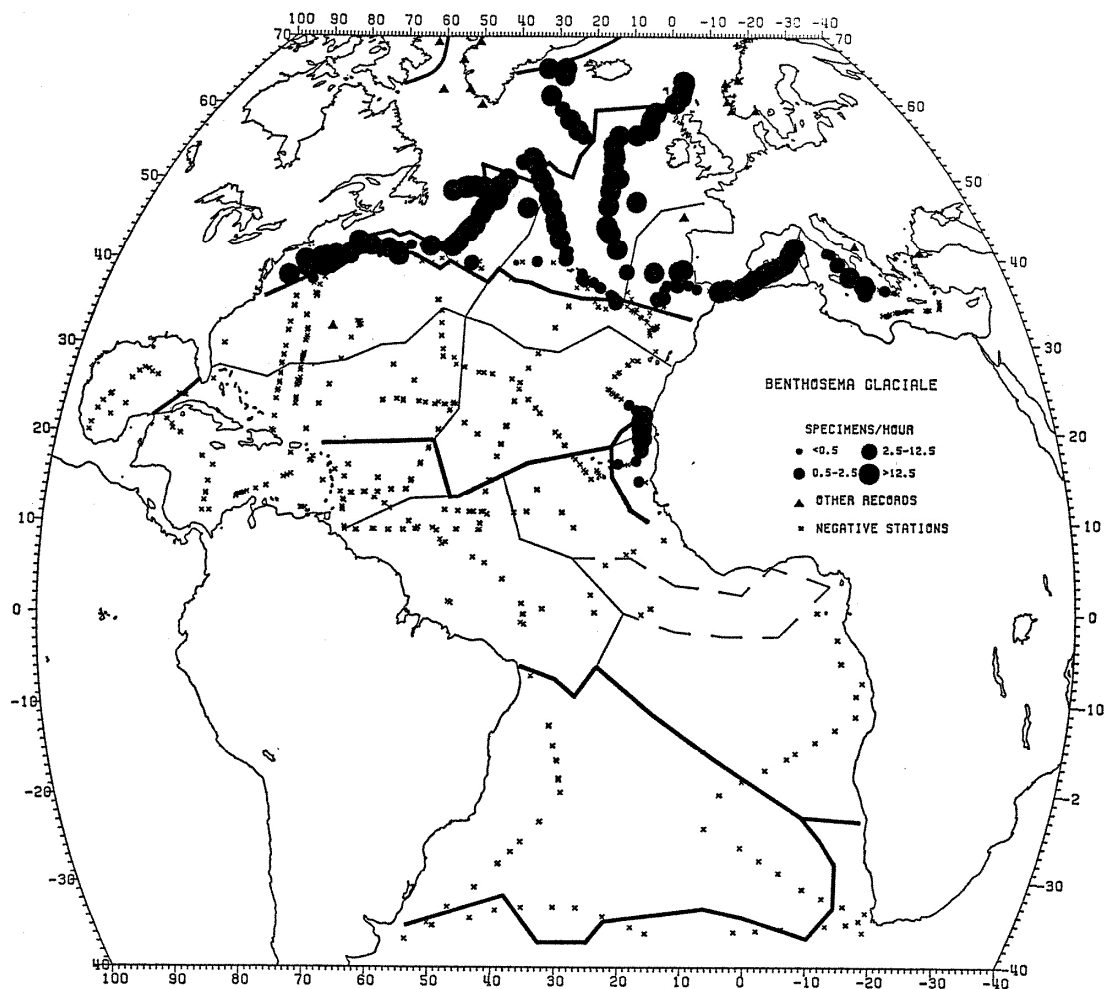 100 90 80 70 60 50 40 30 20 10 0 -10 -20 -30 -40
70 70
60 60
50 50
40 40
30 30
BENTHOSEMA GLACIALE
SPECIMENS/HOUR
<0.5 2.5-12.5
0.5-2.5 >12.5
OTHER RECORDS
NEGATIVE STATIONS
20 20
10 10
0 0
-10 -10
-20 -2
-30 -30
40 -40
100 90 80 70 60 50 40 30 20 10 0 -10 -20 -30